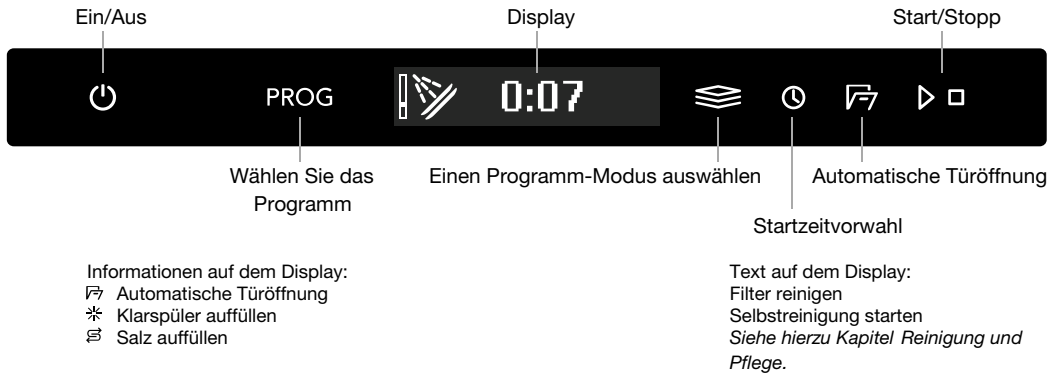 Ein/Aus
Display
Start/Stopp
PROG
0:07
Wählen Sie das
Programm
Einen Programm-Modus auswählen
Automatische Türöffnung
Startzeitvorwahl
Informationen auf dem Display:
Automatische Türöffnung
Klarspüler auffüllen
Salz auffüllen
Text auf dem Display:
Filter reinigen
Selbstreinigung starten
Siehe hierzu Kapitel Reinigung und
Pflege.